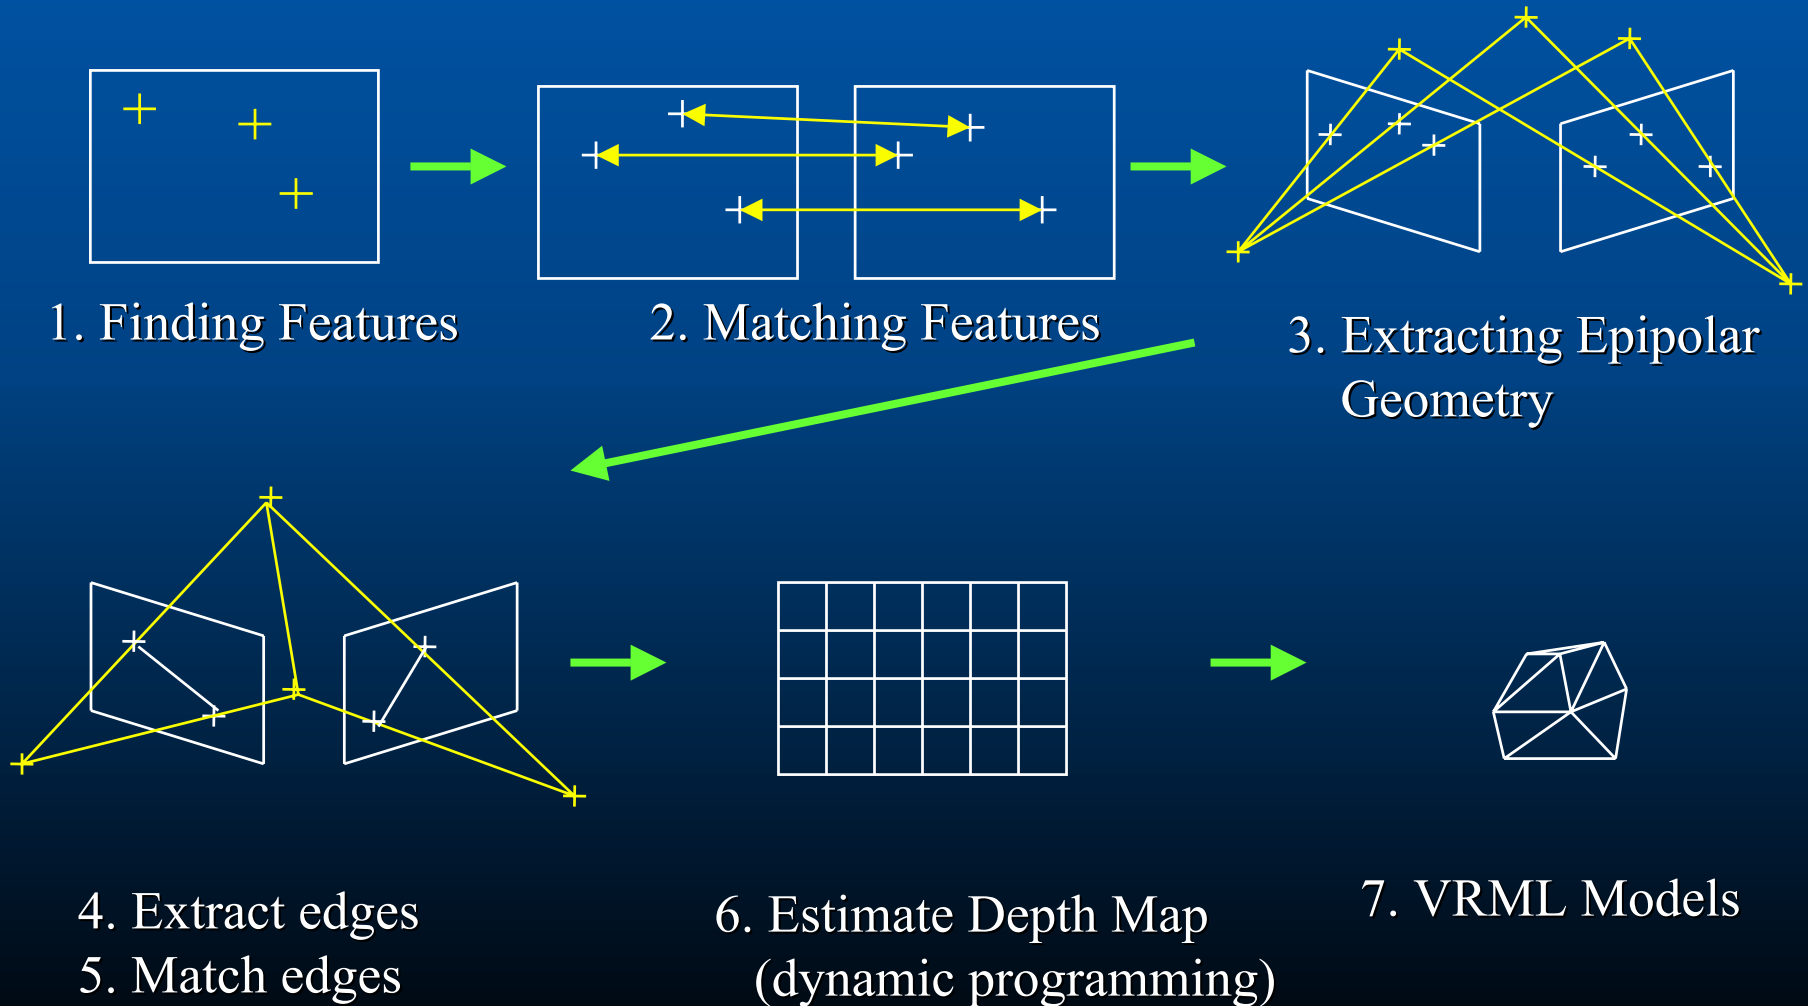 1. Finding Features
2. Matching Features
3. Extracting Epipolar
Geometry
4. Extract edges
5. Match edges
6. Estimate Depth Map
(dynamic programming)
7. VRML Models